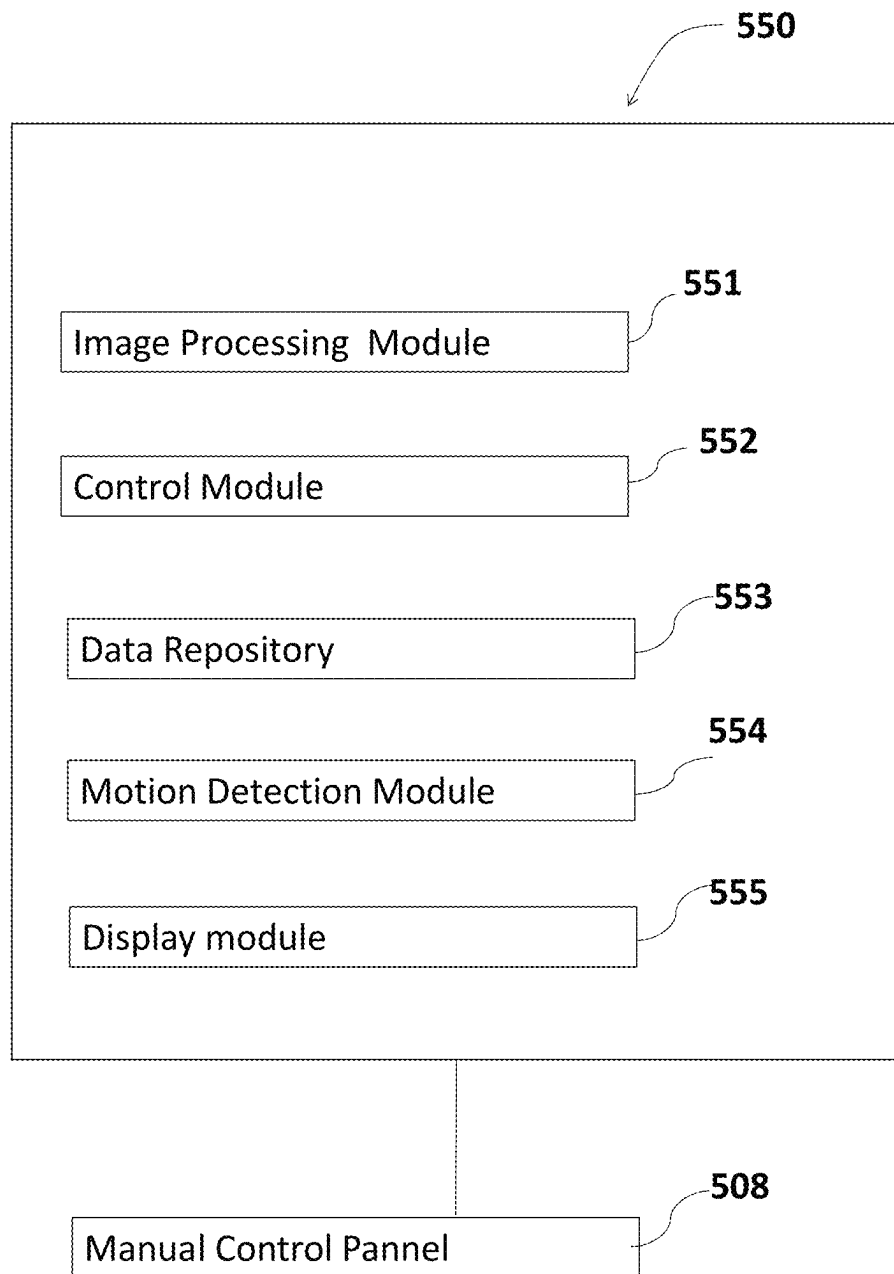 550
551
Image Processing Module
552
Control Module
553
Data Repository
554
Motion Detection Module
555
Display module
508
Manual Control Pannel